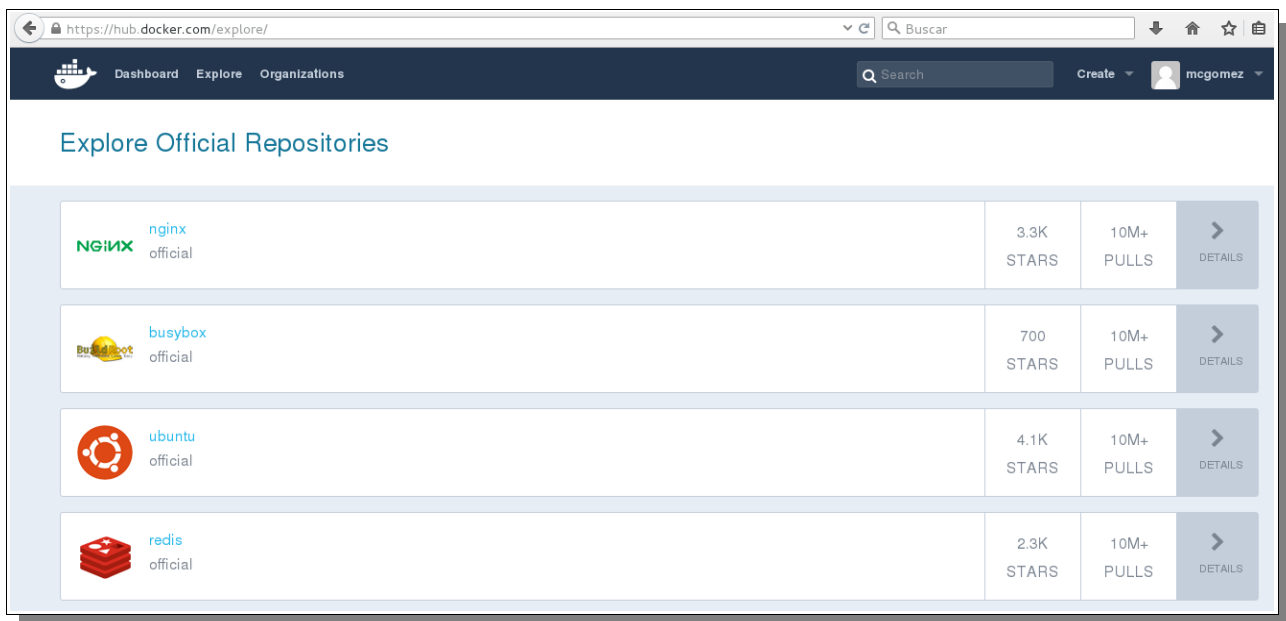 https://hub.docker.com/explore/
Buscar
Dashboard Explore Organizations
Search
Create
mcgomez
Explore Official Repositories
NGINX
nginx
official
3.3K
STARS
10M+
PULLS
DETAILS
BuildRoot
busybox
official
700
STARS
10M+
PULLS
DETAILS
ubuntu
official
4.1K
STARS
10M+
PULLS
DETAILS
redis
official
2.3K
STARS
10M+
PULLS
DETAILS